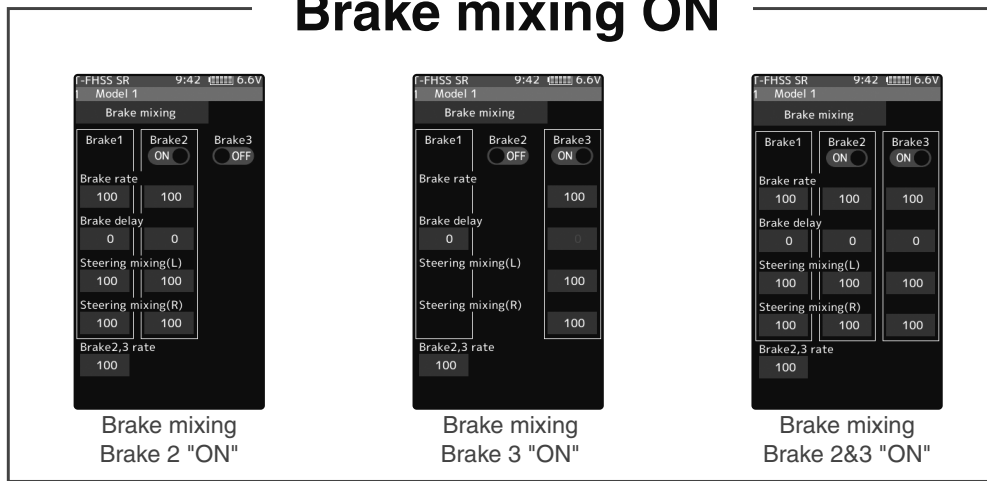 Brake mixing ON
T-FHSS SR 9:42 6.6V
1 Model 1
Brake mixing
Brake1 Brake2 Brake3
ON OFF
Brake rate
100 100
Brake delay
0 0
Steering mixing(L)
100 100
Steering mixing(R)
100 100
Brake2,3 rate
100
Brake mixing
Brake 2 "ON"
T-FHSS SR 9:42 6.6V
1 Model 1
Brake mixing
Brake1 Brake2 Brake3
OFF ON
Brake rate
100
Brake delay
0 0
Steering mixing(L)
100
Steering mixing(R)
100
Brake2,3 rate
100
Brake mixing
Brake 3 "ON"
T-FHSS SR 9:42 6.6V
1 Model 1
Brake mixing
Brake1 Brake2 Brake3
ON ON
Brake rate
100 100 100
Brake delay
0 0 0
Steering mixing(L)
100 100 100
Steering mixing(R)
100 100 100
Brake2,3 rate
100
Brake mixing
Brake 2&3 "ON"